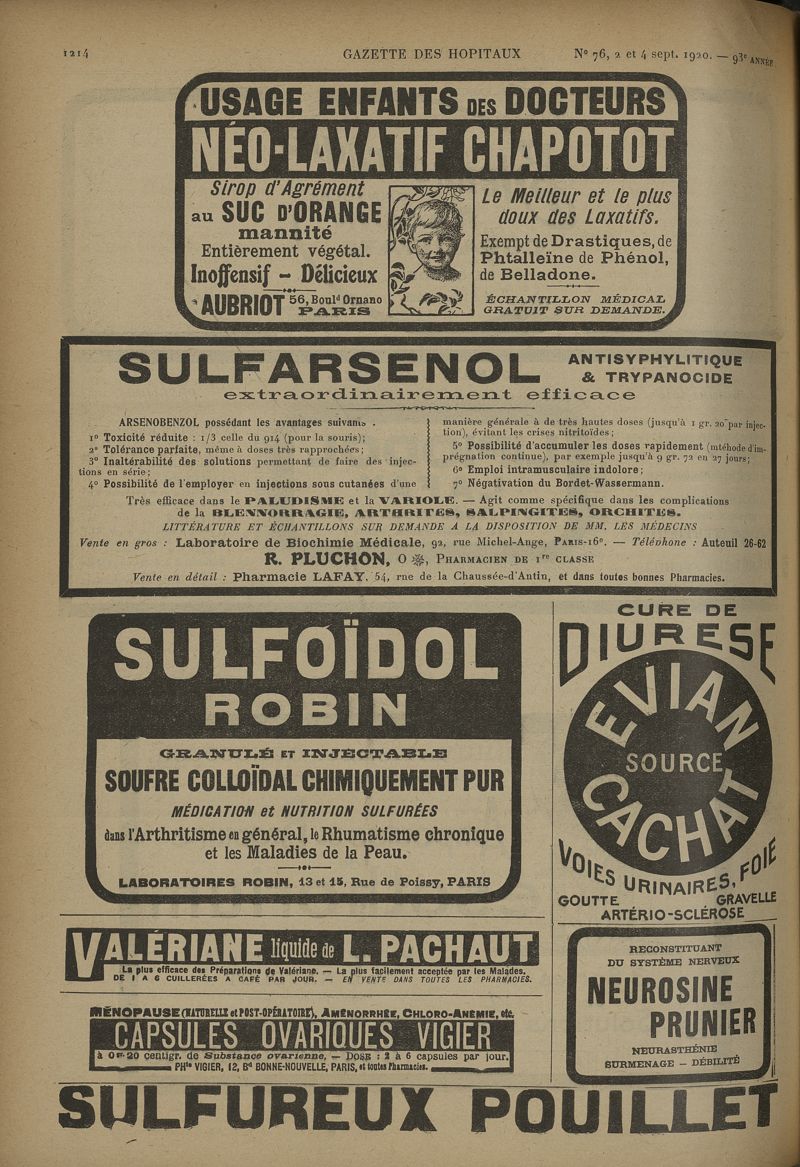 1214
GAZETTE DES HOPITAUX
N° 76, 2 et 4 sept. 1920. — 93e ANNÉE
USAGE ENFANTS DES DOCTEURS
NÉO-LAXATIF CHAPOTOT
Sirop d'Agrément
au SUC D'ORANGE
mannité
Entièrement végétal.
Inoffensif – Délicieux
AUBRIOT 56, Bould Ornano
PARIS
Le Meilleur et le plus
doux des Laxatifs.
Exempt de Drastiques, de
Phtalleïne de Phénol,
de Belladone.
ÉCHANTILLON MÉDICAL
GRATUIT SUR DEMANDE.
SULFARSENOL
ANTISYPHYLITIQUE
& TRYPANOCIDE
extraordinairement efficace
ARSENOBENZOL possédant les avantages suivants .
1° Toxicité réduite : 1/3 celle du 914 (pour la souris);
2° Tolérance parfaite, même à doses très rapprochées;
3° Inaltérabilité des solutions permettant de faire des injec-
tions en série;
4° Possibilité de l'employer en injections sous cutanées d'une
manière générale à de très hautes doses (jusqu'à 1 gr. 20 par injec-
tion), évitant les crises nitritoïdes;
5° Possibilité d'accumuler les doses rapidement (mtéhode d'im-
prégnation continue), par exemple jusqu'à 9 gr. 72 en 27 jours;
6° Emploi intramusculaire indolore;
7° Négativation du Bordet-Wassermann.
Très efficace dans le PALUDISME et la VARIOLE. — Agit comme spécifique dans les complications
de la BLENNORRAGIE, ARTHRITES, SALPINGITES, ORCHITES.
LITTÉRATURE ET ÉCHANTILLONS SUR DEMANDE A LA DISPOSITION DE MM. LES MÉDECINS
Vente en gros : Laboratoire de Biochimie Médicale, 92, rue Michel-Ange, PARIS-16e. — Téléphone : Auteuil 26-62
R. PLUCHON, O ✻, PHARMACIEN DE 1re CLASSE
Vente en détail : Pharmacie LAFAY, 54, rue de la Chaussée-d'Antin, et dans toutes bonnes Pharmacies.
SULFOÏDOL
ROBIN
GRANULÉ ET INJECTABLE
SOUFRE COLLOÏDAL CHIMIQUEMENT PUR
MÉDICATION et NUTRITION SULFURÉES
dans l'Arthritisme en général, le Rhumatisme chronique
et les Maladies de la Peau.
LABORATOIRES ROBIN, 13 et 15, Rue de Poissy, PARIS
CURE DE
DIURESE
EVIAN
SOURCE
CACHAT
VOIES URINAIRES, FOIE
GOUTTE GRAVELLE
ARTÉRIO-SCLÉROSE
VALÉRIANE liquide de L. PACHAUT
La plus efficace des Préparations de Valériane. — La plus facilement acceptée par les Malades.
DE 1 A 6 CUILLERÉES A CAFÉ PAR JOUR. — EN VENTE DANS TOUTES LES PHARMACIES.
MÉNOPAUSE (NATURELLE et POST-OPÉRATOIRE), AMÉNORRHÉE, CHLORO-ANÉMIE, etc.
CAPSULES OVARIQUES VIGIER
à 0gr. 20 centigr. de Substance ovarienne, — DOSE : 2 à 6 capsules par jour.
PHie VIGIER, 12, Bd BONNE-NOUVELLE, PARIS, et toutes Pharmacies.
RECONSTITUANT
DU SYSTÈME NERVEUX
NEUROSINE
PRUNIER
NEURASTHÉNIE
SURMENAGE – DÉBILITÉ
SULFUREUX POUILLET